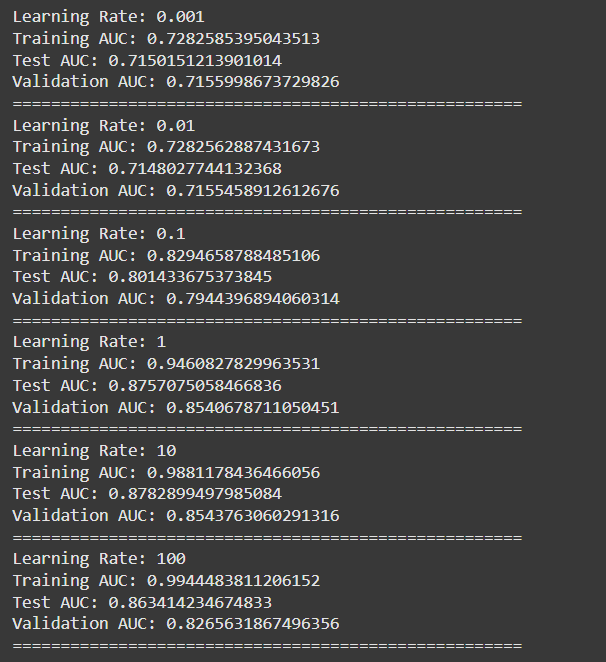 Learning Rate: 0.001
Training AUC: 0.7282585395043513
Test AUC: 0.7150151213901014
Validation AUC: 0.7155998673729826
=====================================================
Learning Rate: 0.01
Training AUC: 0.7282562887431673
Test AUC: 0.7148027744132368
Validation AUC: 0.7155458912612676
=====================================================
Learning Rate: 0.1
Training AUC: 0.8294658788485106
Test AUC: 0.801433675373845
Validation AUC: 0.7944396894060314
=====================================================
Learning Rate: 1
Training AUC: 0.9460827829963531
Test AUC: 0.8757075058466836
Validation AUC: 0.8540678711050451
=====================================================
Learning Rate: 10
Training AUC: 0.9881178436466056
Test AUC: 0.8782899497985084
Validation AUC: 0.8543763060291316
=====================================================
Learning Rate: 100
Training AUC: 0.9944483811206152
Test AUC: 0.863414234674833
Validation AUC: 0.8265631867496356
=====================================================